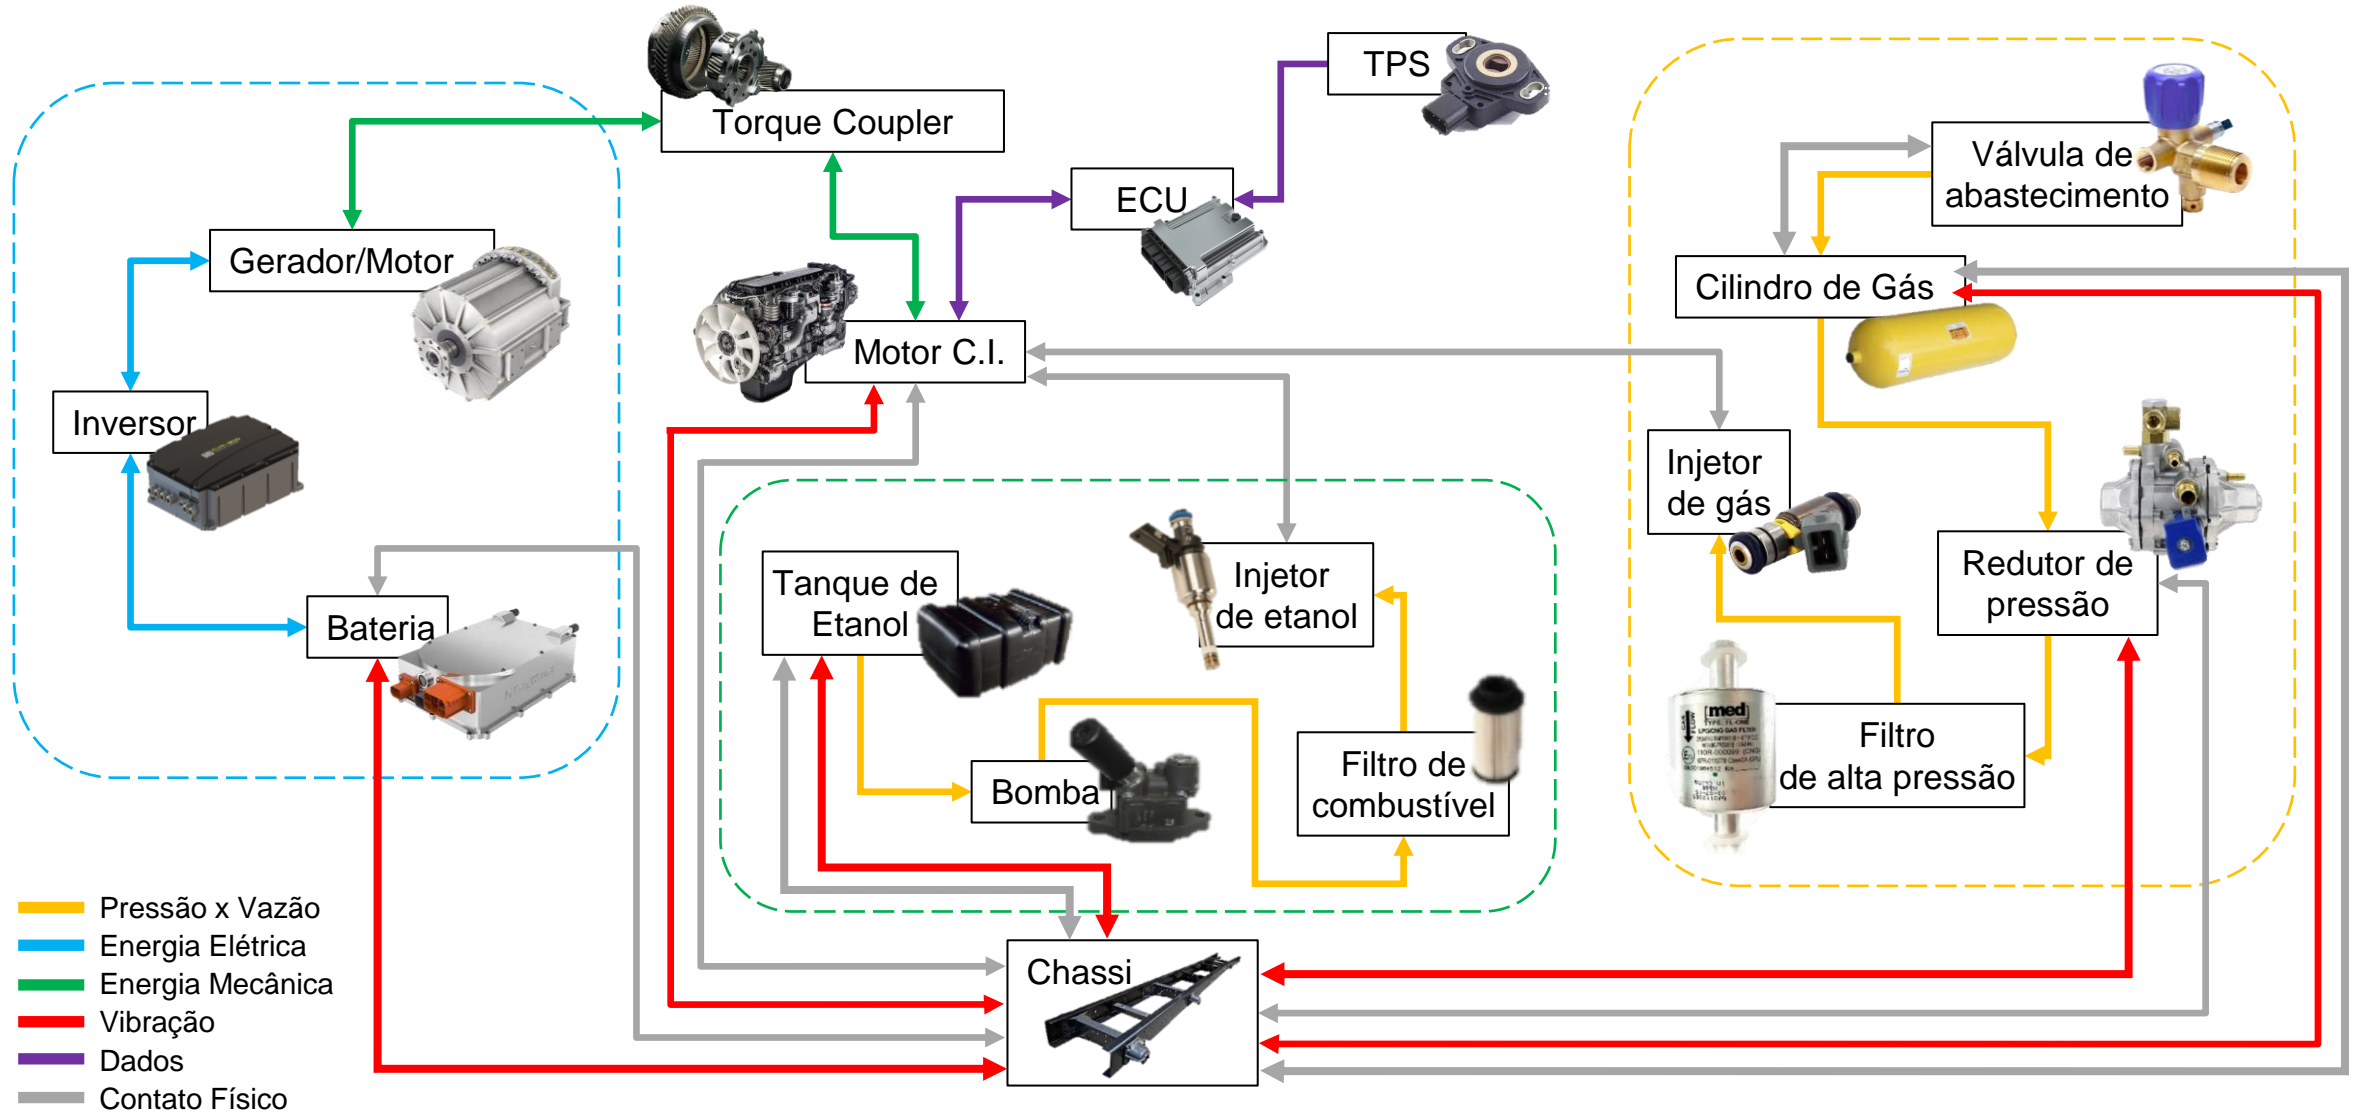 TPS
Torque Coupler
Válvula de
abastecimento
ECU
Gerador/Motor
Cilindro de Gás
Motor C.I.
Inversor
Injetor
de gás
Tanque de
Etanol
Injetor
de etanol
Redutor de
pressão
Bateria
[med]
Filtro
de alta pressão
Filtro de
combustível
Bomba
Chassi
Pressão x Vazão
Energia Elétrica
Energia Mecânica
Vibração
Dados
Contato Físico